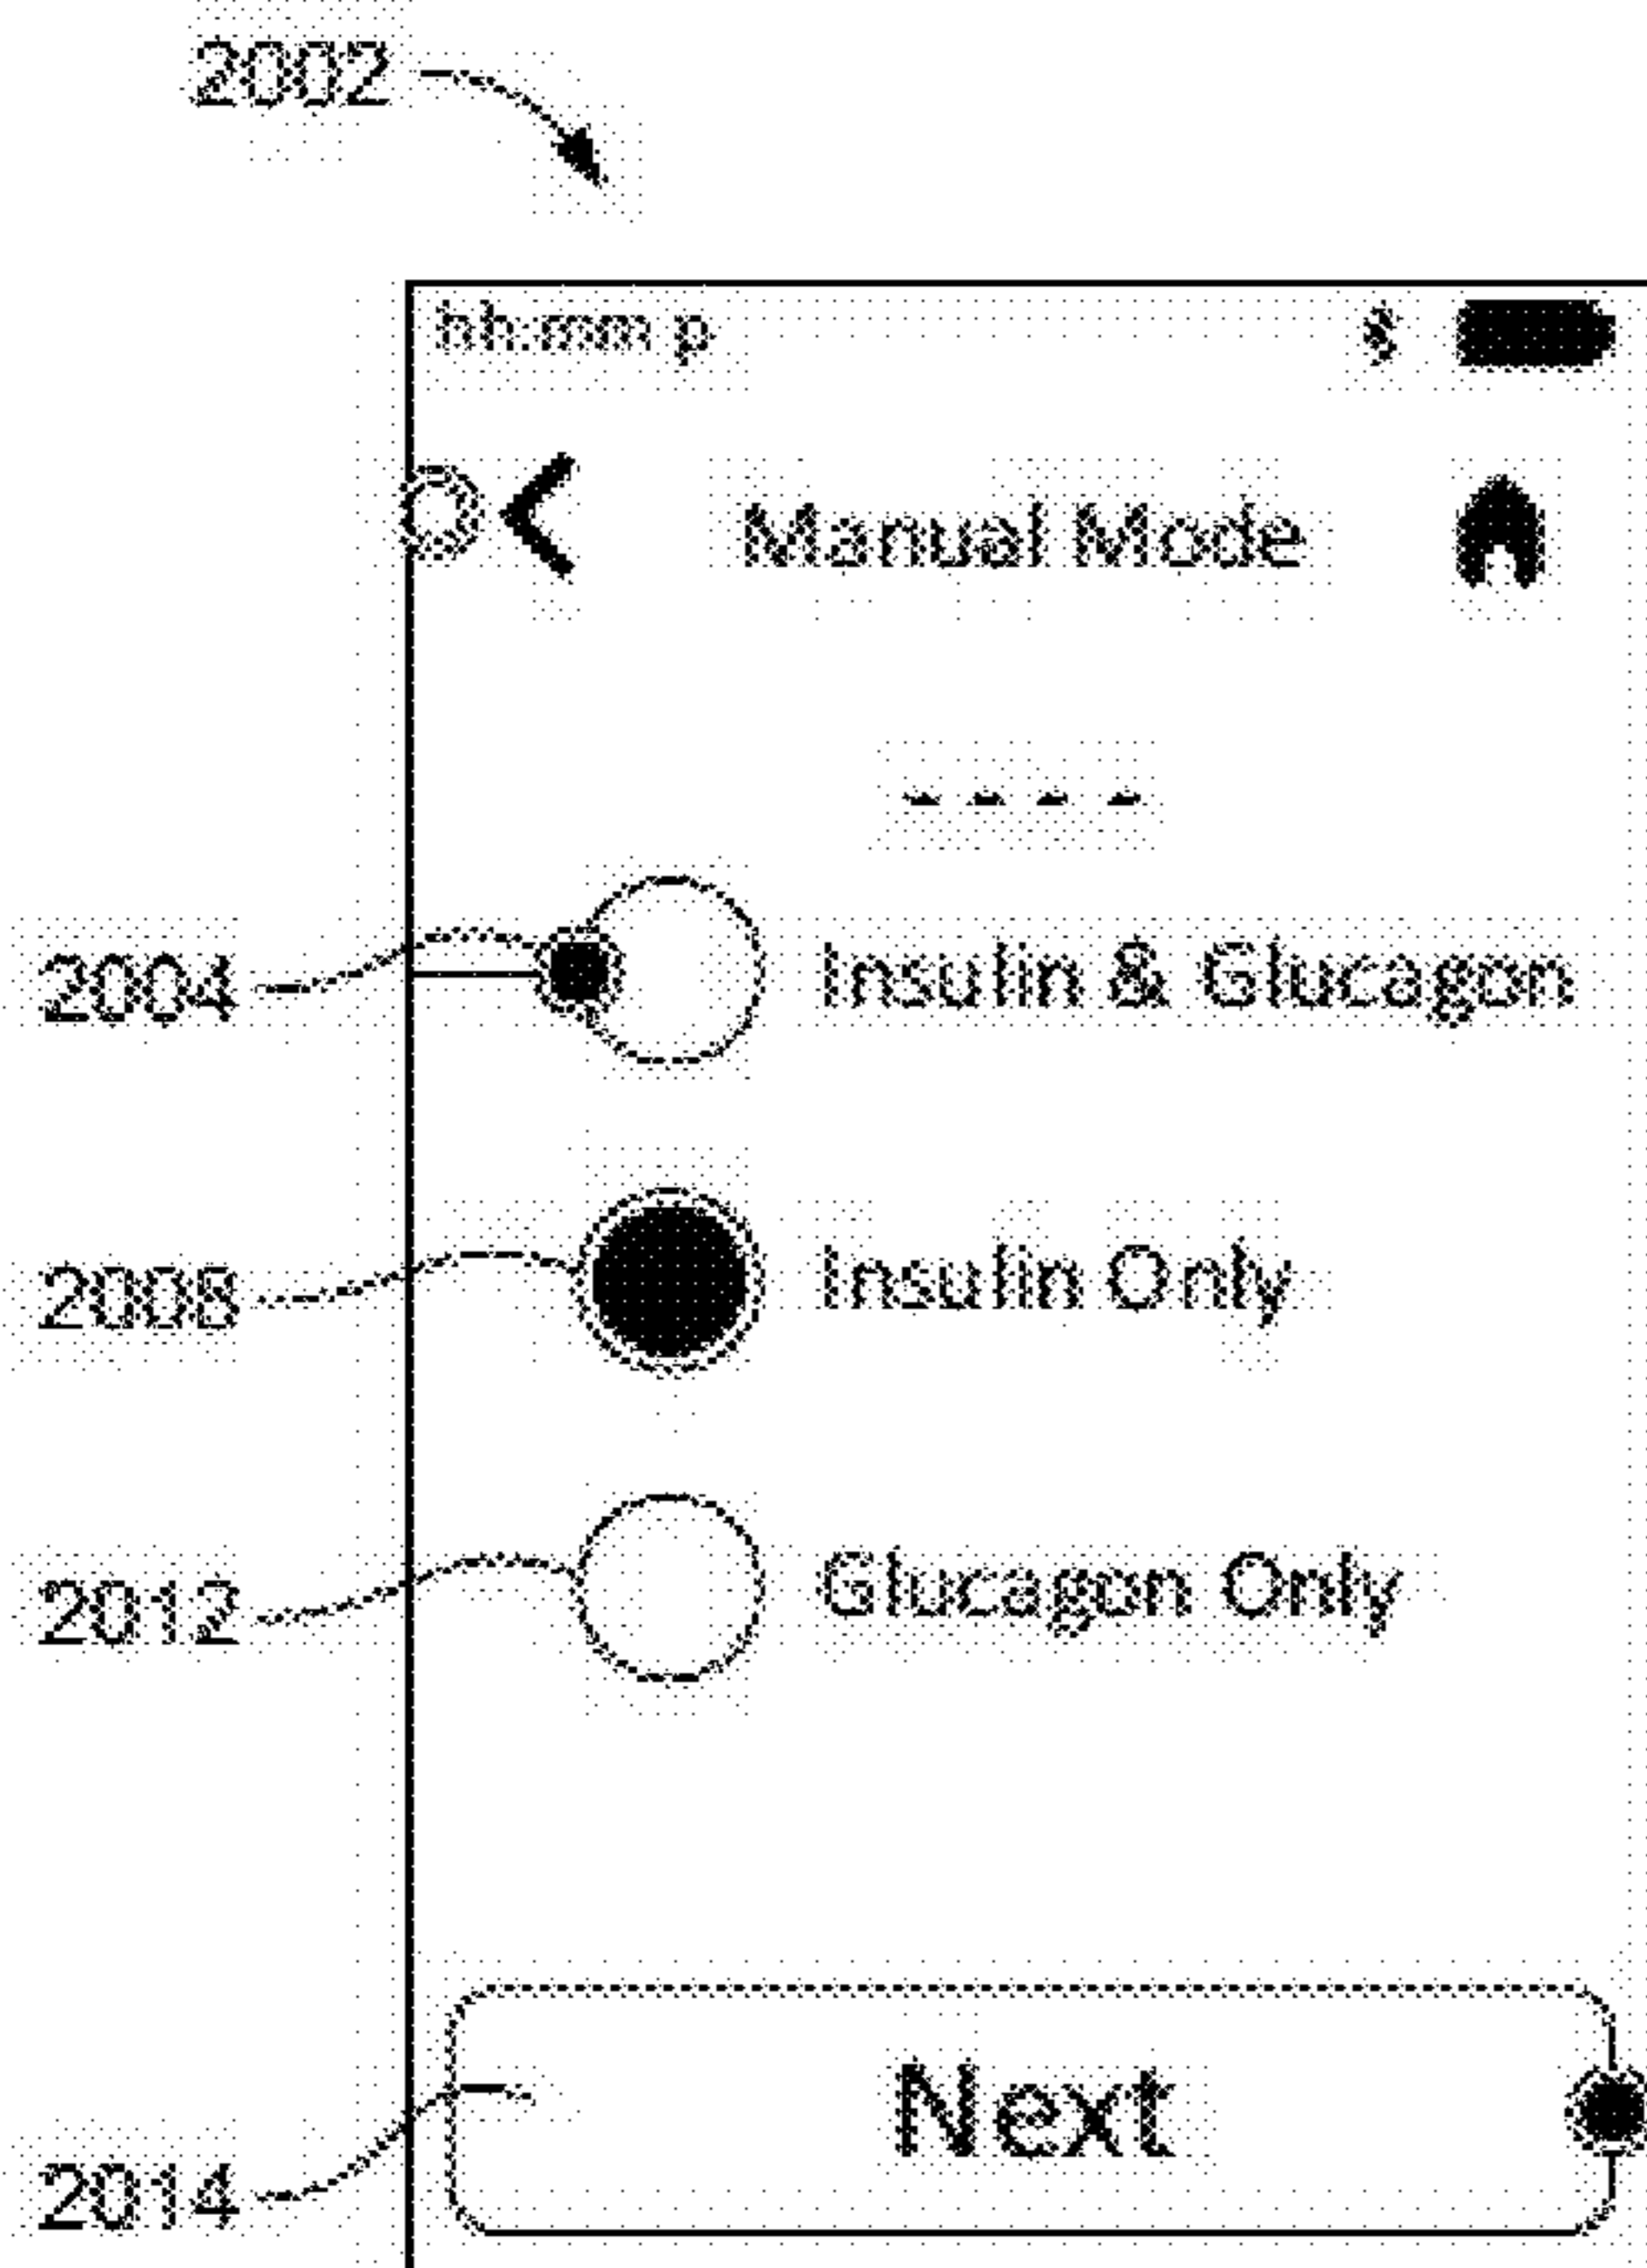 2002
hh:mm p
Manual Mode
- - - -
2004 Insulin & Glucagon
2008 Insulin Only
2012 Glucagon Only
2014 Next